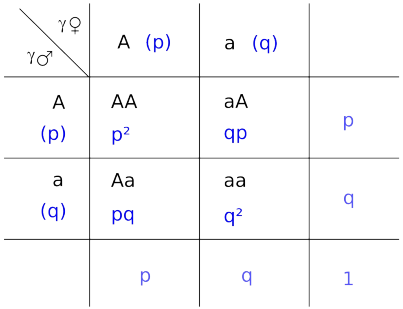 γ♀
γ♂
A (p)
a (q)
A
(p)
AA
p²
aA
qp
p
a
(q)
Aa
pq
aa
q²
q
p
q
1